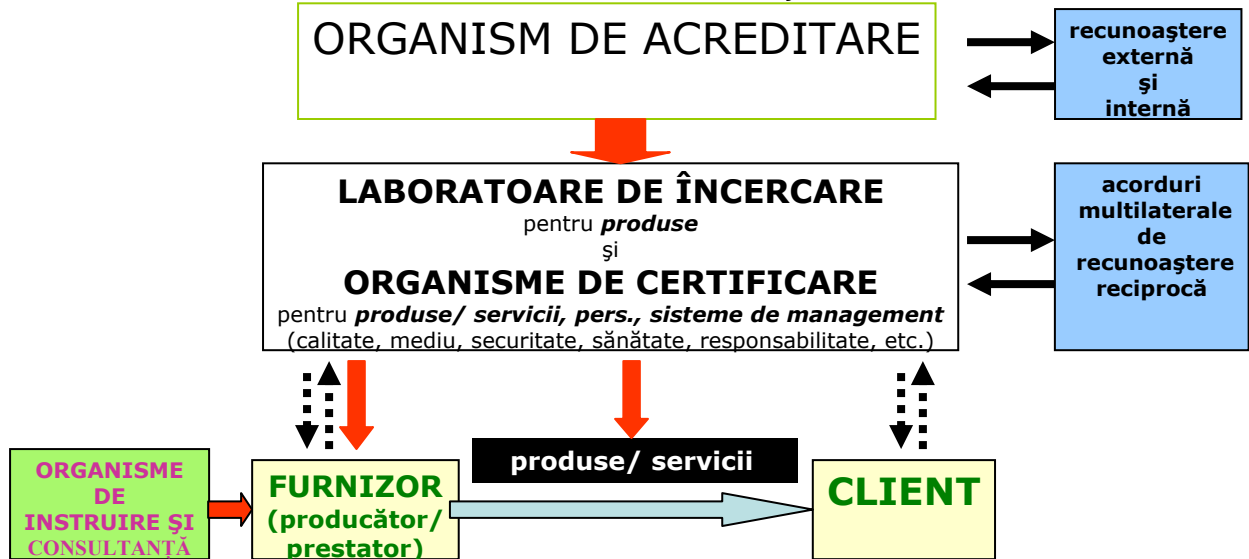 ORGANISM DE ACREDITARE
recunoaştere
externă
şi
internă
LABORATOARE DE ÎNCERCARE
pentru produse
şi
ORGANISME DE CERTIFICARE
pentru produse/ servicii, pers., sisteme de management
(calitate, mediu, securitate, sănătate, responsabilitate, etc.)
acorduri
multilaterale
de
recunoaştere
reciprocă
ORGANISME
DE
INSTRUIRE ŞI
CONSULTANŢĂ
FURNIZOR
(producător/
prestator)
produse/ servicii
CLIENT